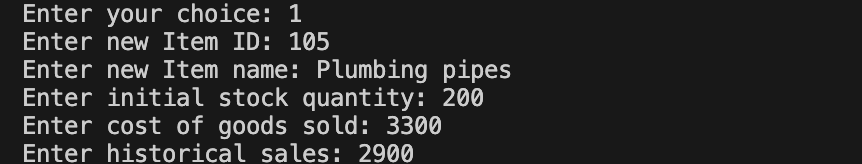 Enter your choice: 1
Enter new Item ID: 105
Enter new Item name: Plumbing pipes
Enter initial stock quantity: 200
Enter cost of goods sold: 3300
Enter historical sales: 2900